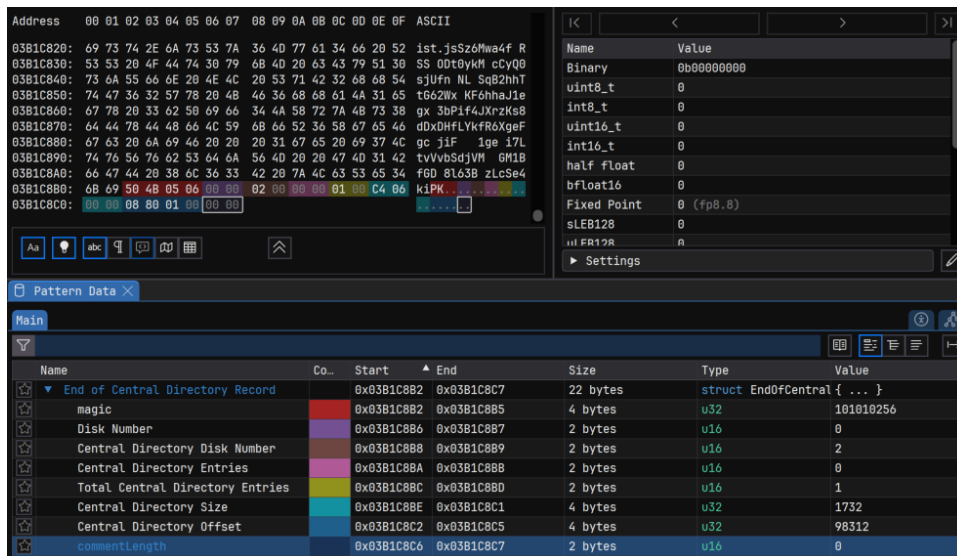 Address 00 01 02 03 04 05 06 07 08 09 0A 0B 0C 0D 0E 0F ASCII
03B1C820: 69 73 74 2E 6A 73 53 7A 36 4D 77 61 34 66 20 52 ist.jsSz6Mwa4f R
03B1C830: 53 53 20 4F 44 74 30 79 6B 4D 20 63 43 79 51 30 SS ODt0ykM cCyQ0
03B1C840: 73 6A 55 66 6E 20 4E 4C 20 53 71 42 32 68 68 54 sjUfn NL SqB2hhT
03B1C850: 74 47 36 32 57 78 20 4B 46 36 68 68 61 4A 31 65 tG62Wx KF6hhaJ1e
03B1C860: 67 78 20 33 62 50 69 66 34 4A 58 72 7A 4B 73 38 gx 3bPif4JXrzKs8
03B1C870: 64 44 78 44 48 66 4C 59 6B 66 52 36 58 67 65 46 dDxDHfLYkfR6XgeF
03B1C880: 67 63 20 6A 69 46 20 20 20 31 67 65 20 69 37 4C gc jiF   1ge i7L
03B1C890: 74 76 56 76 62 53 64 6A 56 4D 20 20 47 4D 31 42 tvVvbSdjVM  GM1B
03B1C8A0: 66 47 44 20 38 6C 36 33 42 20 7A 4C 63 53 65 34 fGD 8l63B zLcSe4
03B1C8B0: 6B 69 50 4B 05 06 00 00 02 00 00 00 01 00 C4 06 kiPK............
03B1C8C0: 00 00 08 80 01 00 00 00 ........
Name Value
Binary 0b00000000
uint8_t 0
int8_t 0
uint16_t 0
int16_t 0
half float 0
bfloat16 0
Fixed Point 0 (fp8.8)
sLEB128 0
uLEB128 0
Settings
Aa abc
Pattern Data
Main
Name Co... Start End Size Type Value
End of Central Directory Record 0x03B1C8B2 0x03B1C8C7 22 bytes struct EndOfCentral { ... }
magic 0x03B1C8B2 0x03B1C8B5 4 bytes u32 101010256
Disk Number 0x03B1C8B6 0x03B1C8B7 2 bytes u16 0
Central Directory Disk Number 0x03B1C8B8 0x03B1C8B9 2 bytes u16 2
Central Directory Entries 0x03B1C8BA 0x03B1C8BB 2 bytes u16 0
Total Central Directory Entries 0x03B1C8BC 0x03B1C8BD 2 bytes u16 1
Central Directory Size 0x03B1C8BE 0x03B1C8C1 4 bytes u32 1732
Central Directory Offset 0x03B1C8C2 0x03B1C8C5 4 bytes u32 98312
commentLength 0x03B1C8C6 0x03B1C8C7 2 bytes u16 0